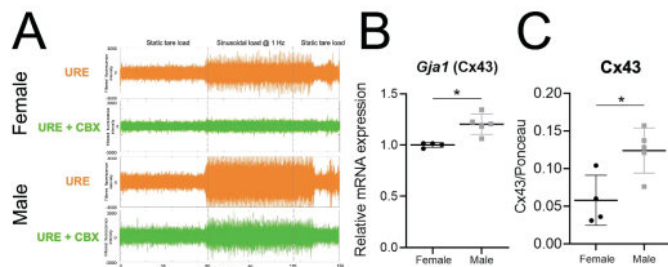 A
Static tare load
Sinusoidal load @ 1 Hz
Static tare load
Female
URE
URE + CBX
Male
URE
URE + CBX
B
Gja1 (Cx43)
*
Relative mRNA expression
1.5
1.0
0.5
0.0
Female
Male
C
Cx43
*
Cx43/Ponceau
0.20
0.15
0.10
0.05
0.00
Female
Male